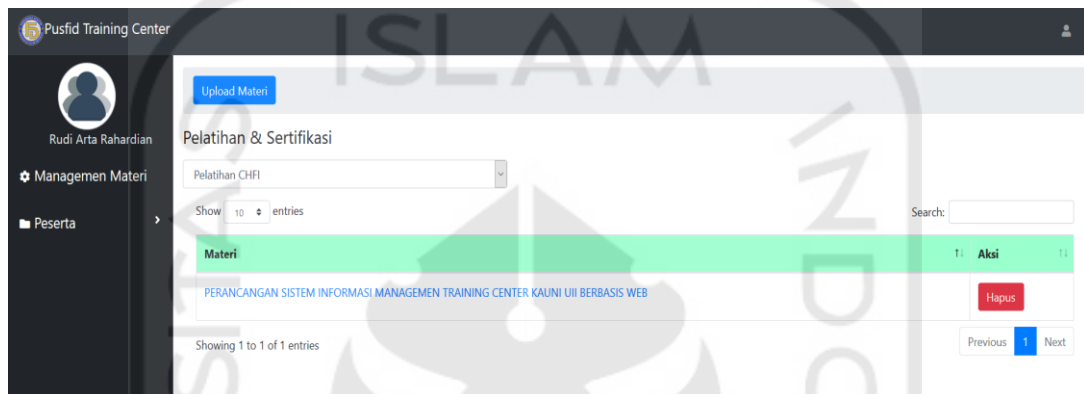 Pusfid Training Center
Upload Materi
Rudi Arta Rahardian
Pelatihan & Sertifikasi
Managemen Materi
Pelatihan CHFI
Peserta
Show 10 entries
Search:
Materi Aksi
PERANCANGAN SISTEM INFORMASI MANAGEMEN TRAINING CENTER KAUNI UII BERBASIS WEB Hapus
Showing 1 to 1 of 1 entries
Previous 1 Next
ISLAM
INDO
SITAS